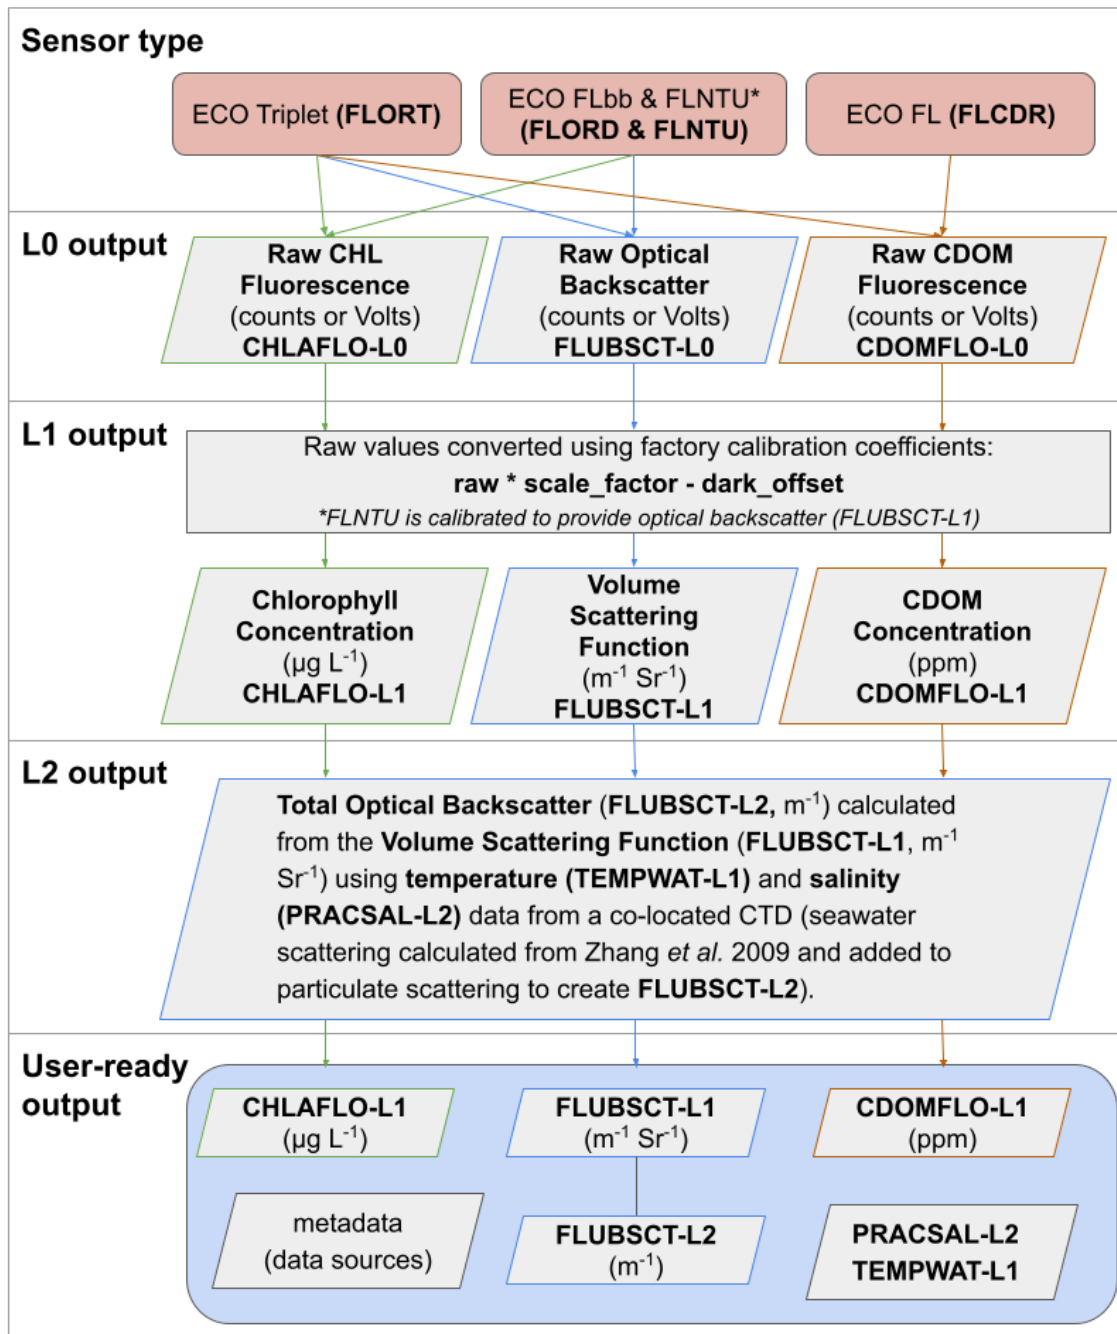 Sensor type
ECO Triplet (FLORT)
ECO FLbb & FLNTU*
(FLORD & FLNTU)
ECO FL (FLCDR)
L0 output
Raw CHL
Fluorescence
(counts or Volts)
CHLAFLO-L0
Raw Optical
Backscatter
(counts or Volts)
FLUBSCT-L0
Raw CDOM
Fluorescence
(counts or Volts)
CDOMFLO-L0
L1 output
Raw values converted using factory calibration coefficients:
raw * scale_factor - dark_offset
*FLNTU is calibrated to provide optical backscatter (FLUBSCT-L1)
Chlorophyll
Concentration
(µg L⁻¹)
CHLAFLO-L1
Volume
Scattering
Function
(m⁻¹ Sr⁻¹)
FLUBSCT-L1
CDOM
Concentration
(ppm)
CDOMFLO-L1
L2 output
Total Optical Backscatter (FLUBSCT-L2, m⁻¹) calculated
from the Volume Scattering Function (FLUBSCT-L1, m⁻¹
Sr⁻¹) using temperature (TEMPWAT-L1) and salinity
(PRACSAL-L2) data from a co-located CTD (seawater
scattering calculated from Zhang et al. 2009 and added to
particulate scattering to create FLUBSCT-L2).
User-ready
output
CHLAFLO-L1
(µg L⁻¹)
FLUBSCT-L1
(m⁻¹ Sr⁻¹)
CDOMFLO-L1
(ppm)
metadata
(data sources)
FLUBSCT-L2
(m⁻¹)
PRACSAL-L2
TEMPWAT-L1